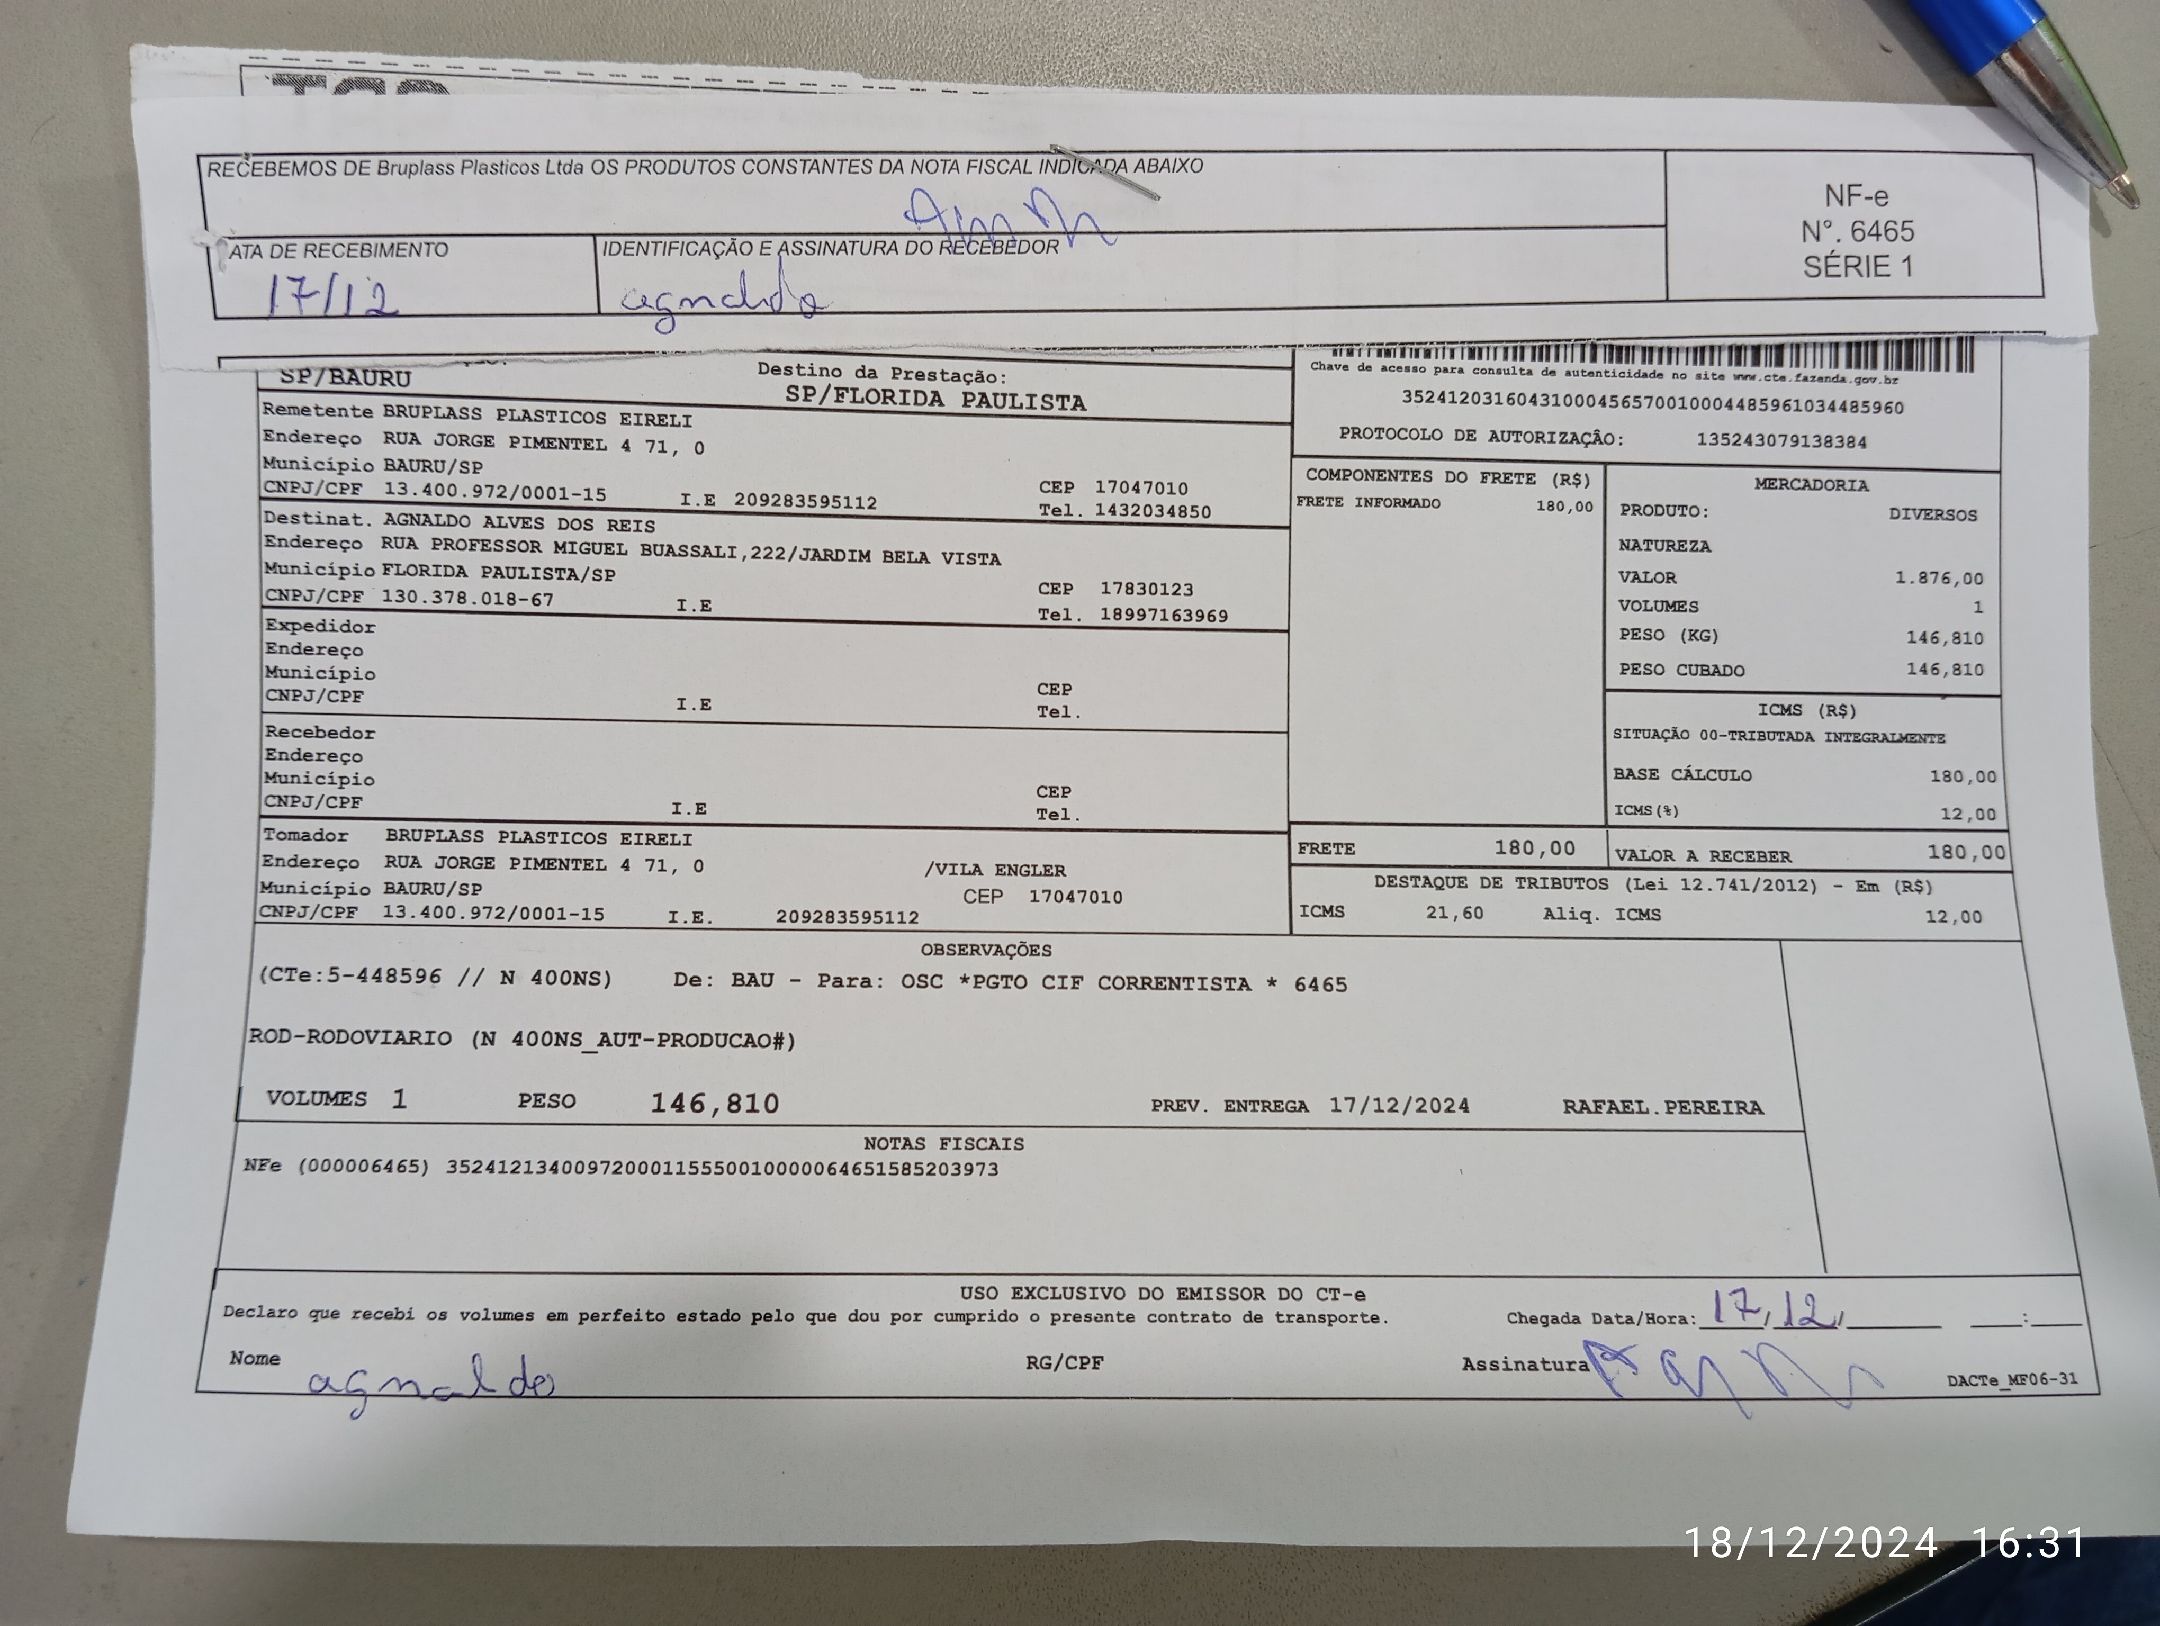 RECEBEMOS DE Bruplass Plasticos Ltda OS PRODUTOS CONSTANTES DA NOTA FISCAL INDICADA ABAIXO
NF-e
Nº. 6465
SÉRIE 1
ATA DE RECEBIMENTO
17/12
IDENTIFICAÇÃO E ASSINATURA DO RECEBEDOR
agnaldo
SP/BAURU
Destino da Prestação:
SP/FLORIDA PAULISTA
Chave de acesso para consulta de autenticidade no site www.cte.fazenda.gov.br
35241203160431000456570010004485961034485960
PROTOCOLO DE AUTORIZAÇÃO: 135243079138384
Remetente BRUPLASS PLASTICOS EIRELI
Endereço RUA JORGE PIMENTEL 4 71, 0
Município BAURU/SP CEP 17047010
CNPJ/CPF 13.400.972/0001-15 I.E 209283595112 Tel. 1432034850
Destinat. AGNALDO ALVES DOS REIS
Endereço RUA PROFESSOR MIGUEL BUASSALI,222/JARDIM BELA VISTA
Município FLORIDA PAULISTA/SP CEP 17830123
CNPJ/CPF 130.378.018-67 I.E Tel. 18997163969
Expedidor
Endereço
Município CEP
CNPJ/CPF I.E Tel.
Recebedor
Endereço
Município CEP
CNPJ/CPF I.E Tel.
Tomador BRUPLASS PLASTICOS EIRELI
Endereço RUA JORGE PIMENTEL 4 71, 0 /VILA ENGLER
Município BAURU/SP CEP 17047010
CNPJ/CPF 13.400.972/0001-15 I.E. 209283595112
COMPONENTES DO FRETE (R$)
FRETE INFORMADO 180,00
MERCADORIA
PRODUTO: DIVERSOS
NATUREZA
VALOR 1.876,00
VOLUMES 1
PESO (KG) 146,810
PESO CUBADO 146,810
ICMS (R$)
SITUAÇÃO 00-TRIBUTADA INTEGRALMENTE
BASE CÁLCULO 180,00
ICMS(%) 12,00
FRETE 180,00 VALOR A RECEBER 180,00
DESTAQUE DE TRIBUTOS (Lei 12.741/2012) - Em (R$)
ICMS 21,60 Aliq. ICMS 12,00
OBSERVAÇÕES
(CTe:5-448596 // N 400NS) De: BAU - Para: OSC *PGTO CIF CORRENTISTA * 6465
ROD-RODOVIARIO (N 400NS_AUT-PRODUCAO#)
VOLUMES 1 PESO 146,810 PREV. ENTREGA 17/12/2024 RAFAEL.PEREIRA
NOTAS FISCAIS
NFe (000006465) 35241213400972000115550010000064651585203973
USO EXCLUSIVO DO EMISSOR DO CT-e
Declaro que recebi os volumes em perfeito estado pelo que dou por cumprido o presente contrato de transporte. Chegada Data/Hora: 17/12/ :
Nome agnaldo RG/CPF Assinatura
DACTe_MF06-31
18/12/2024 16:31